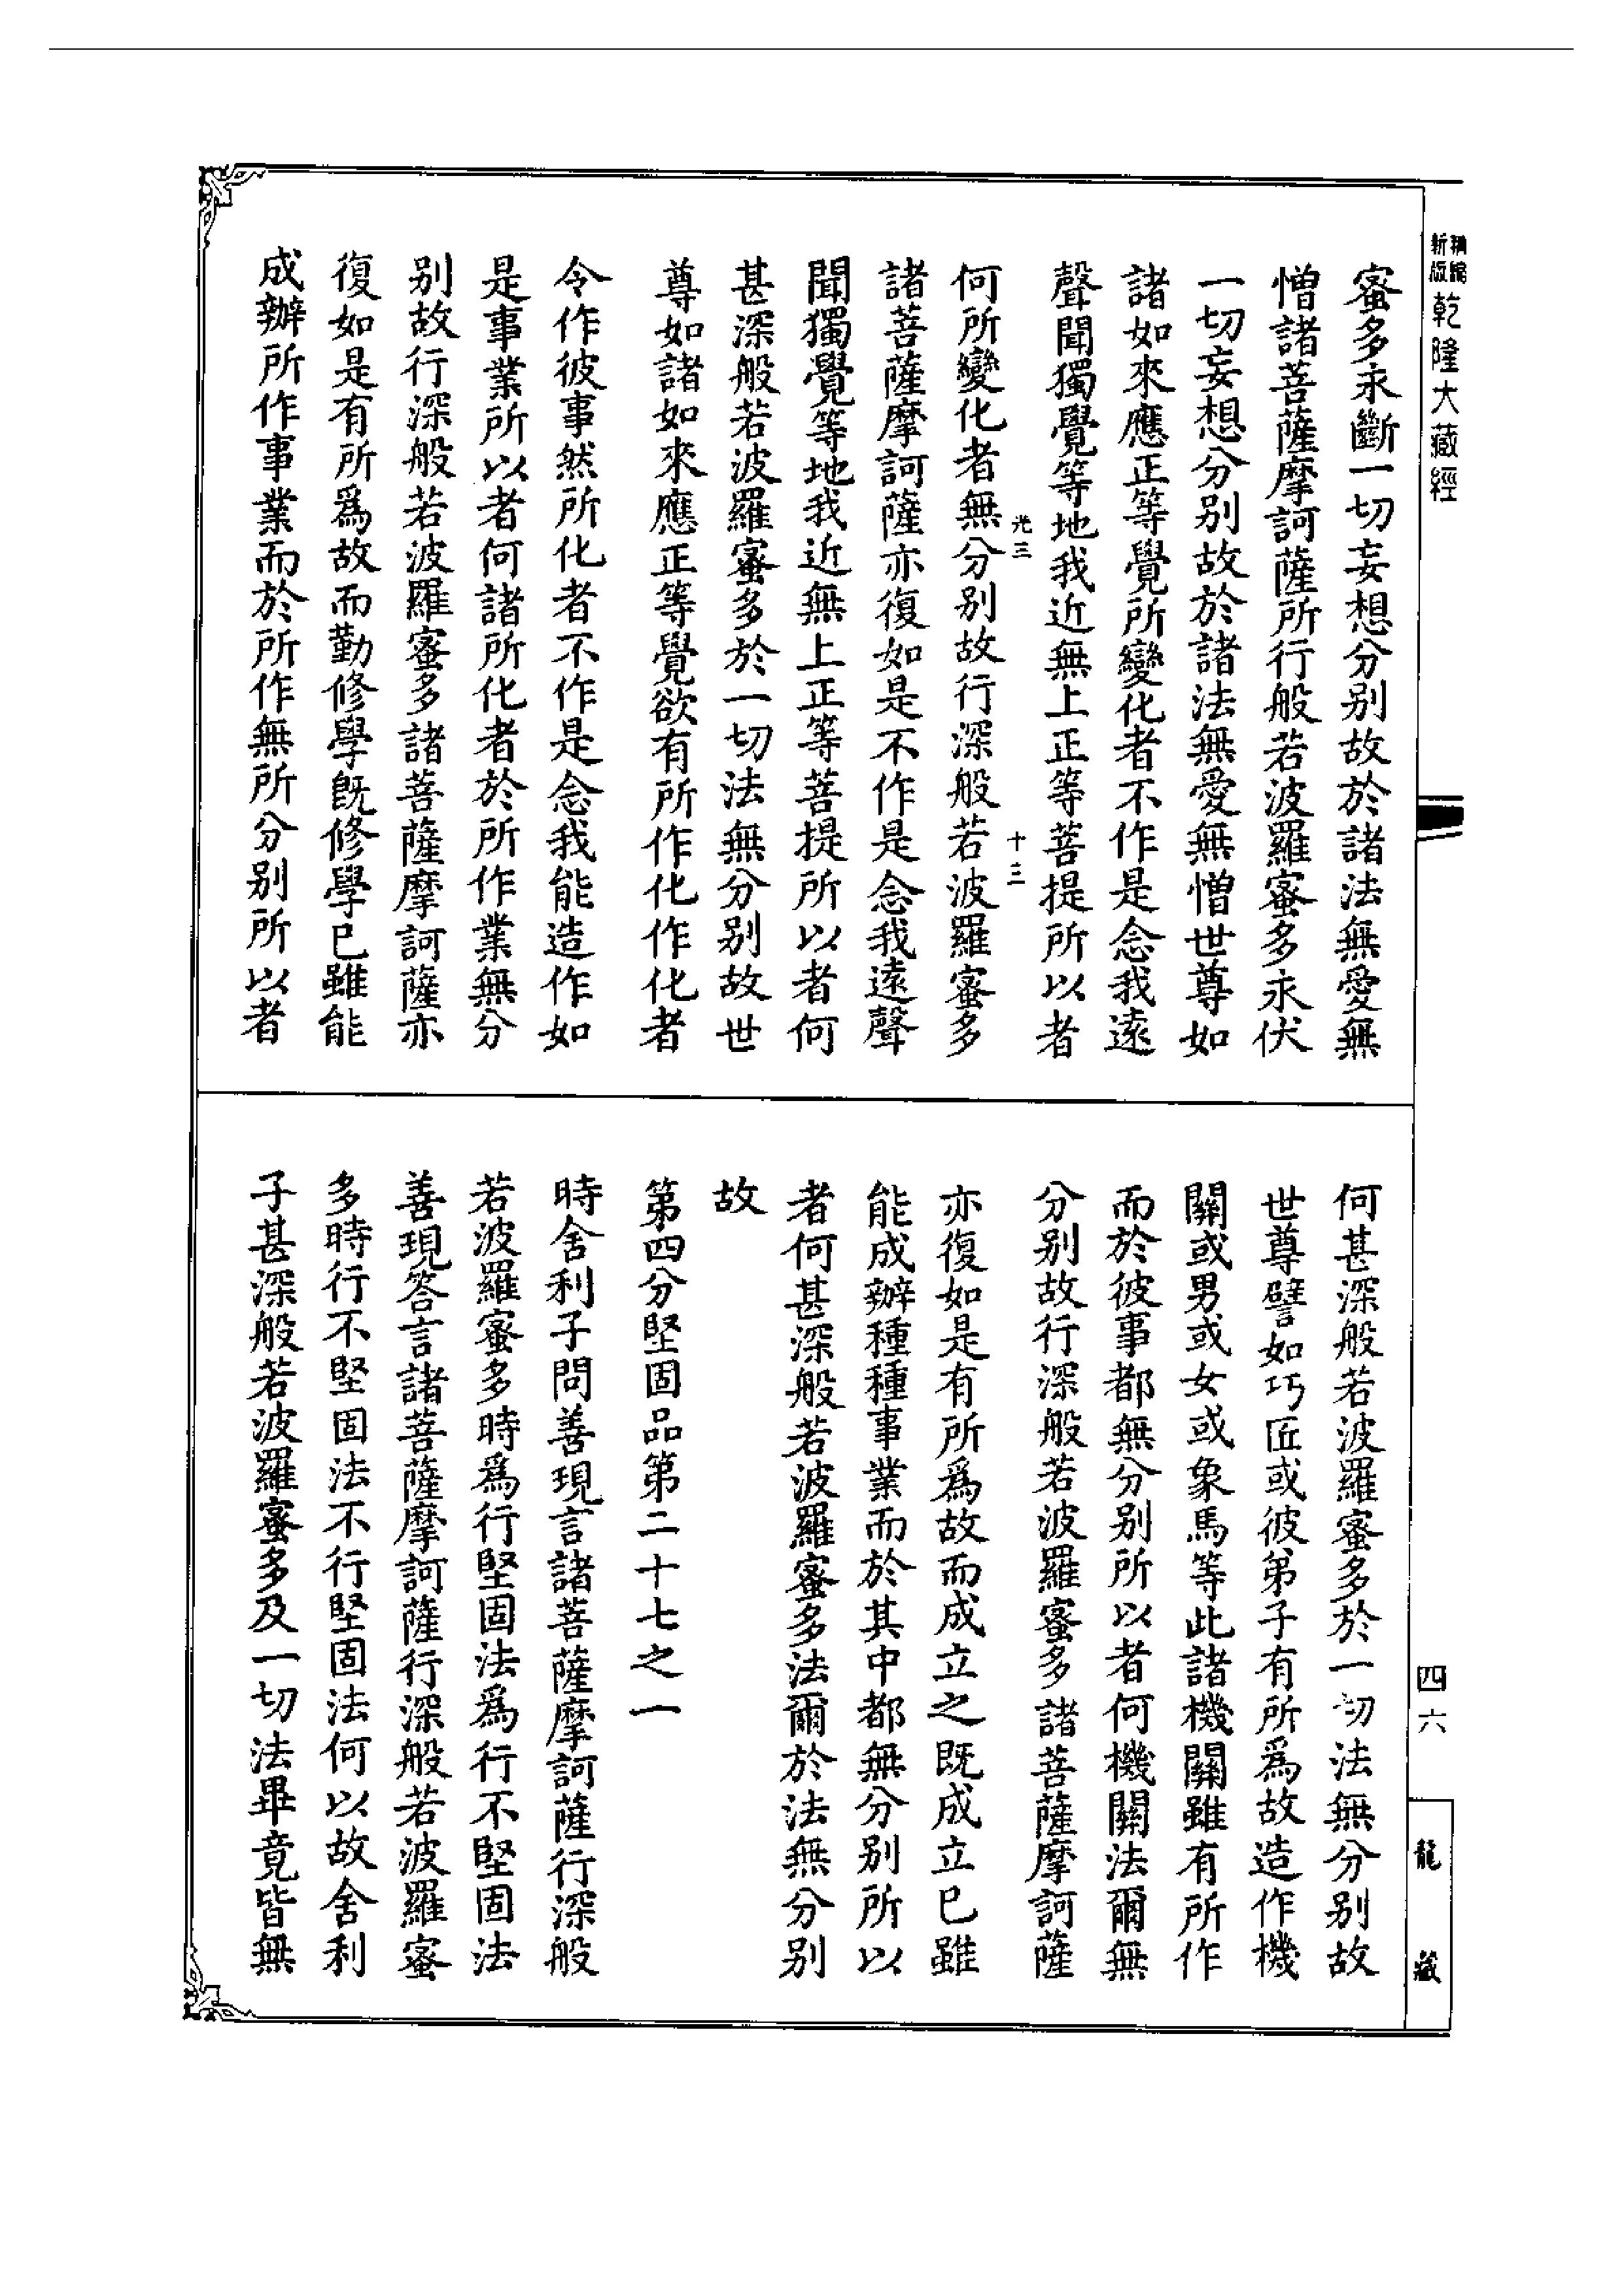 精編
新版
乾隆大藏經
蜜多永斷一切妄想分別故於諸法無愛無
憎諸菩薩摩訶薩所行般若波羅蜜多永伏
一切妄想分別故於諸法無愛無憎世尊如
諸如來應正等覺所變化者不作是念我遠
聲聞獨覺等地我近無上正等菩提所以者
光三 十三
何所變化者無分別故行深般若波羅蜜多
諸菩薩摩訶薩亦復如是不作是念我遠聲
聞獨覺等地我近無上正等菩提所以者何
甚深般若波羅蜜多於一切法無分別故世
尊如諸如來應正等覺欲有所作化作化者
令作彼事然所化者不作是念我能造作如
是事業所以者何諸所化者於所作業無分
別故行深般若波羅蜜多諸菩薩摩訶薩亦
復如是有所爲故而勤修學既修學已雖能
成辦所作事業而於所作無所分別所以者
何甚深般若波羅蜜多於一切法無分別故
世尊譬如巧匠或彼弟子有所爲故造作機
關或男或女或象馬等此諸機關雖有所作
而於彼事都無分別所以者何機關法爾無
分別故行深般若波羅蜜多諸菩薩摩訶薩
亦復如是有所爲故而成立之既成立已雖
能成辦種種事業而於其中都無分別所以
者何甚深般若波羅蜜多法爾於法無分別
故
第四分堅固品第二十七之一
時舍利子問善現言諸菩薩摩訶薩行深般
若波羅蜜多時爲行堅固法爲行不堅固法
善現答言諸菩薩摩訶薩行深般若波羅蜜
多時行不堅固法不行堅固法何以故舍利
子甚深般若波羅蜜多及一切法畢竟皆無
四六
龍藏